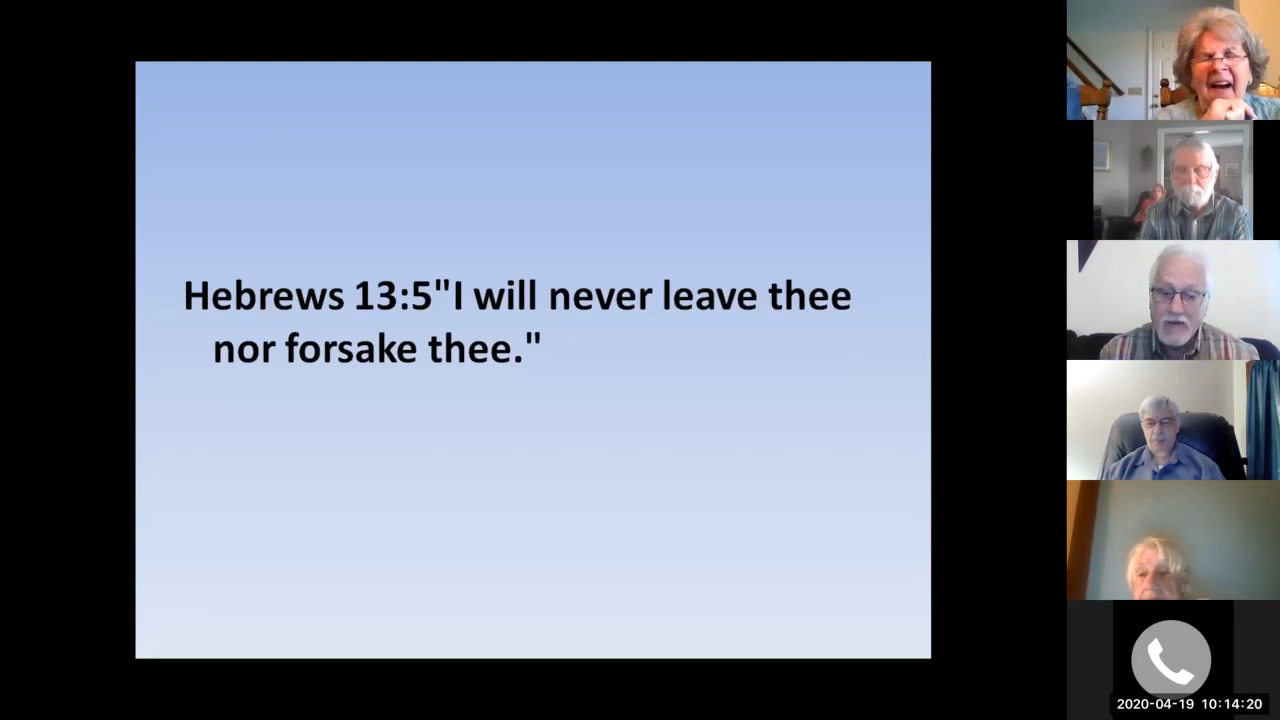 Hebrews 13:5"I will never leave thee
nor forsake thee."
2020-04-19 10:14:20